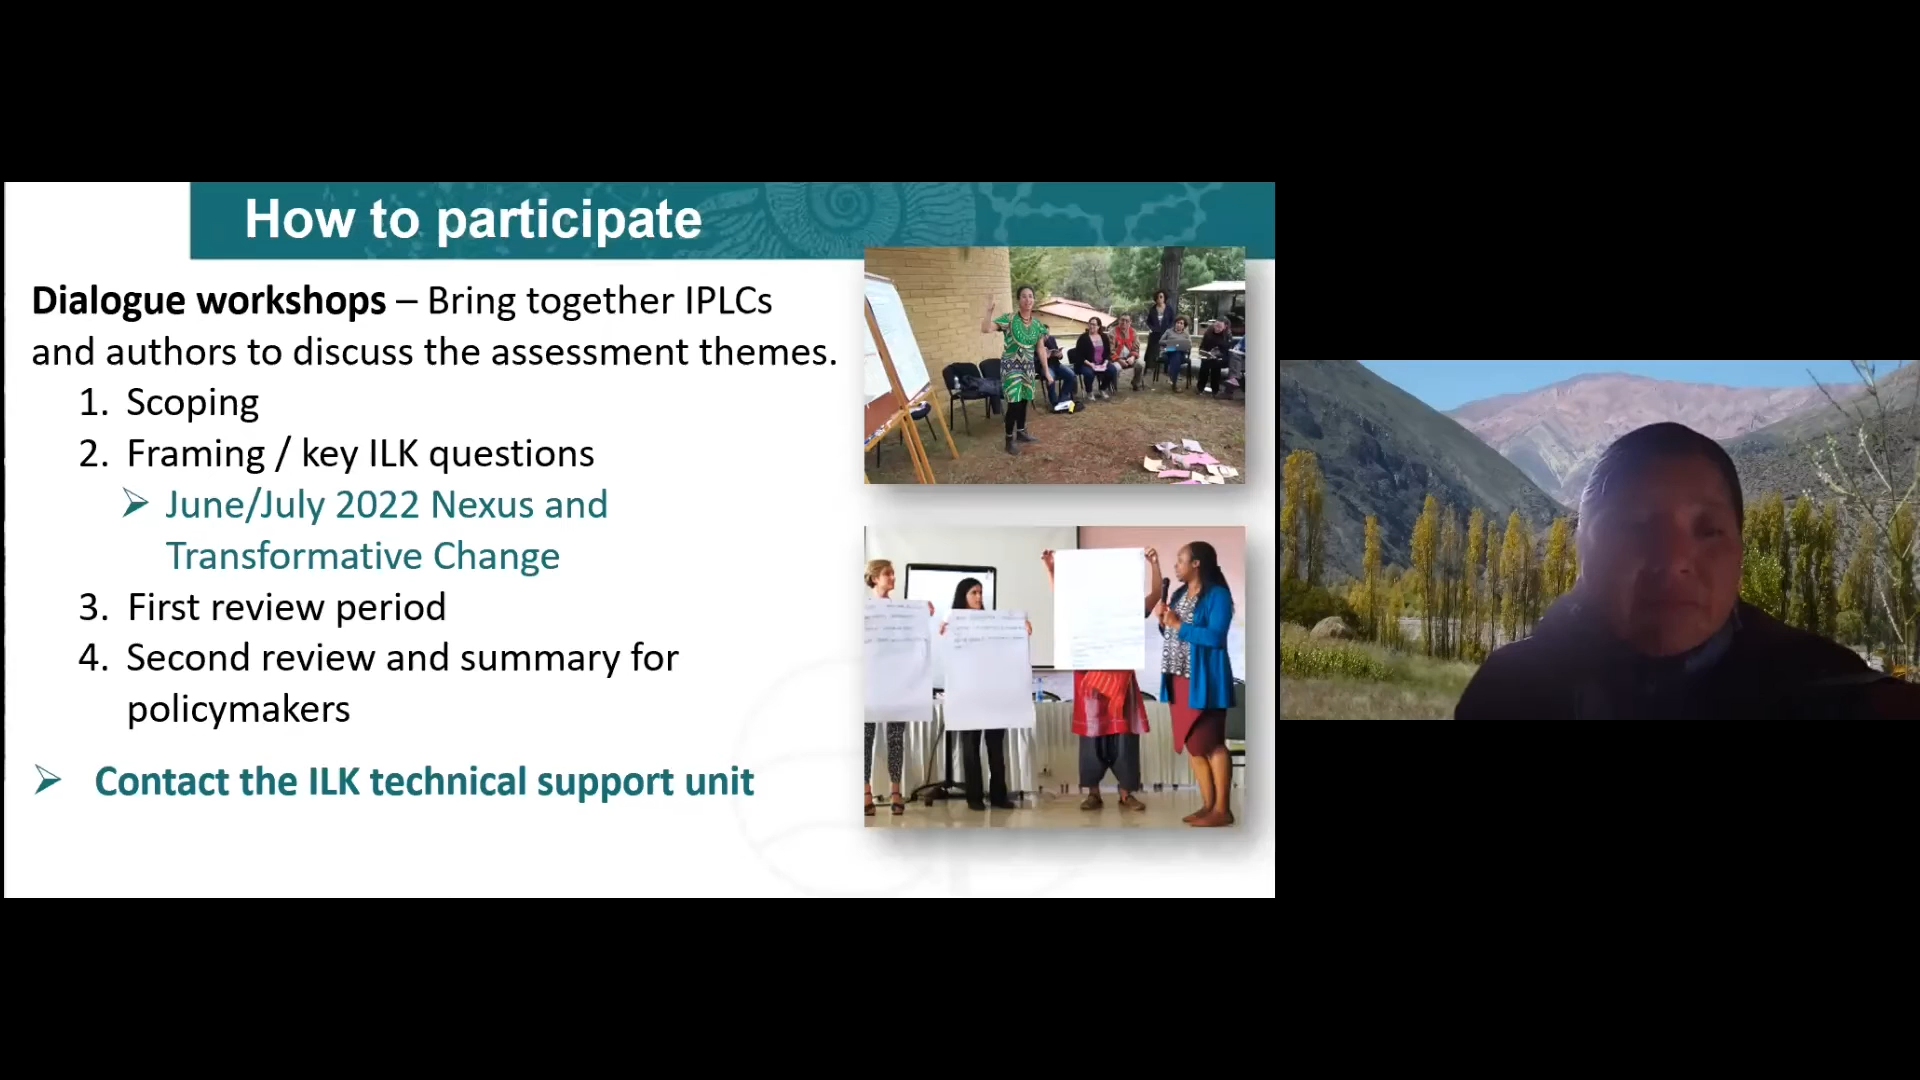 How to participate
Dialogue workshops – Bring together IPLCs
and authors to discuss the assessment themes.
1. Scoping
2. Framing / key ILK questions
➢ June/July 2022 Nexus and
Transformative Change
3. First review period
4. Second review and summary for
policymakers
➢ Contact the ILK technical support unit